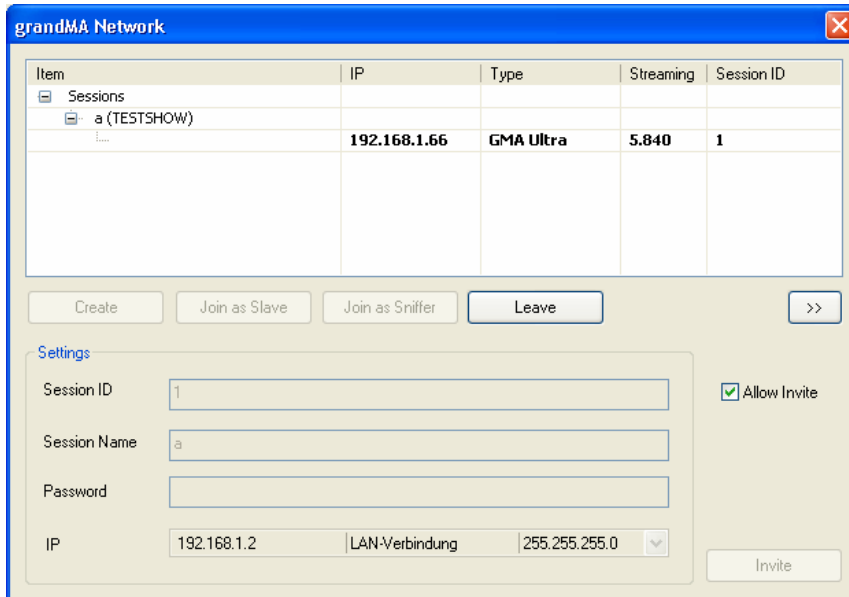 grandMA Network
Item IP Type Streaming Session ID
Sessions
a (TESTSHOW)
192.168.1.66 GMA Ultra 5.840 1
Create Join as Slave Join as Sniffer Leave >>
Settings
Session ID 1
Allow Invite
Session Name a
Password
IP 192.168.1.2 LAN-Verbindung 255.255.255.0
Invite